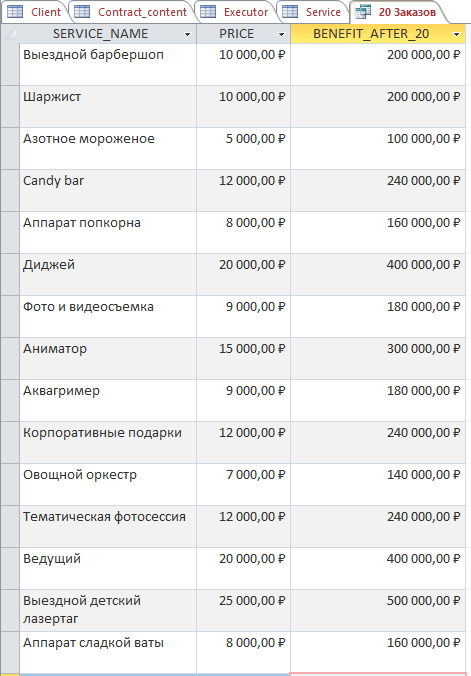 Client Contract_content Executor Service 20 Заказов
SERVICE_NAME PRICE BENEFIT_AFTER_20
Выездной барбершоп 10 000,00 ₽ 200 000,00 ₽
Шаржист 10 000,00 ₽ 200 000,00 ₽
Азотное мороженое 5 000,00 ₽ 100 000,00 ₽
Candy bar 12 000,00 ₽ 240 000,00 ₽
Аппарат попкорна 8 000,00 ₽ 160 000,00 ₽
Диджей 20 000,00 ₽ 400 000,00 ₽
Фото и видеосъемка 9 000,00 ₽ 180 000,00 ₽
Аниматор 15 000,00 ₽ 300 000,00 ₽
Аквагример 9 000,00 ₽ 180 000,00 ₽
Корпоративные подарки 12 000,00 ₽ 240 000,00 ₽
Овощной оркестр 7 000,00 ₽ 140 000,00 ₽
Тематическая фотосессия 12 000,00 ₽ 240 000,00 ₽
Ведущий 20 000,00 ₽ 400 000,00 ₽
Выездной детский 25 000,00 ₽ 500 000,00 ₽
лазертаг
Аппарат сладкой ваты 8 000,00 ₽ 160 000,00 ₽